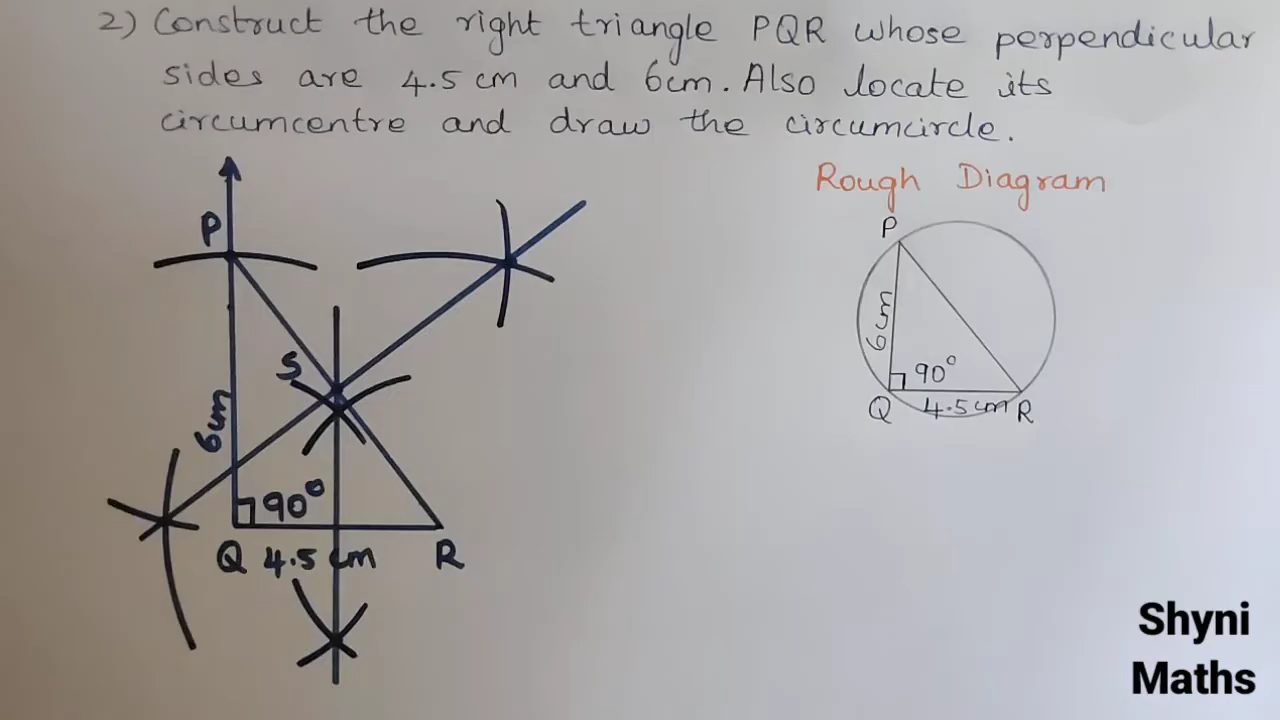 2) Construct the right triangle PQR whose perpendicular
sides are 4.5 cm and 6cm. Also locate its
circumcentre and draw the circumcircle.
Rough Diagram
P
S
6cm
90°
Q 4.5 cm R
P
6cm
90°
Q 4.5cm R
Shyni
Maths